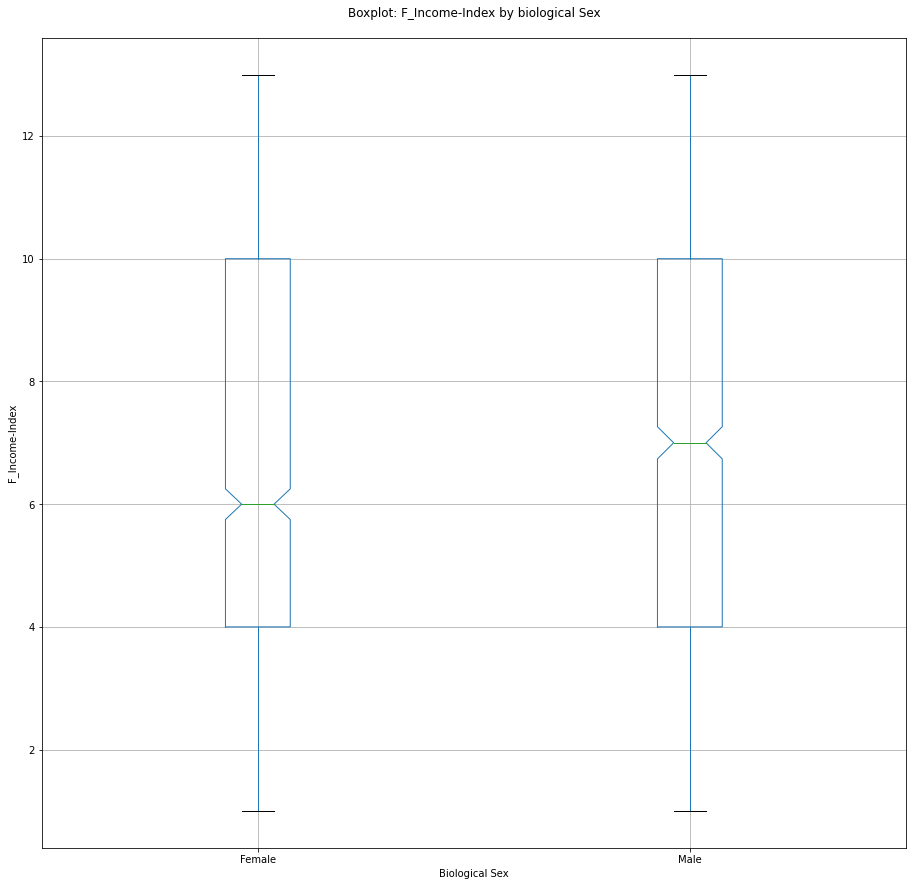 Boxplot: F_Income-Index by biological Sex
12
10
8
6
4
2
F_Income-Index
Female
Male
Biological Sex